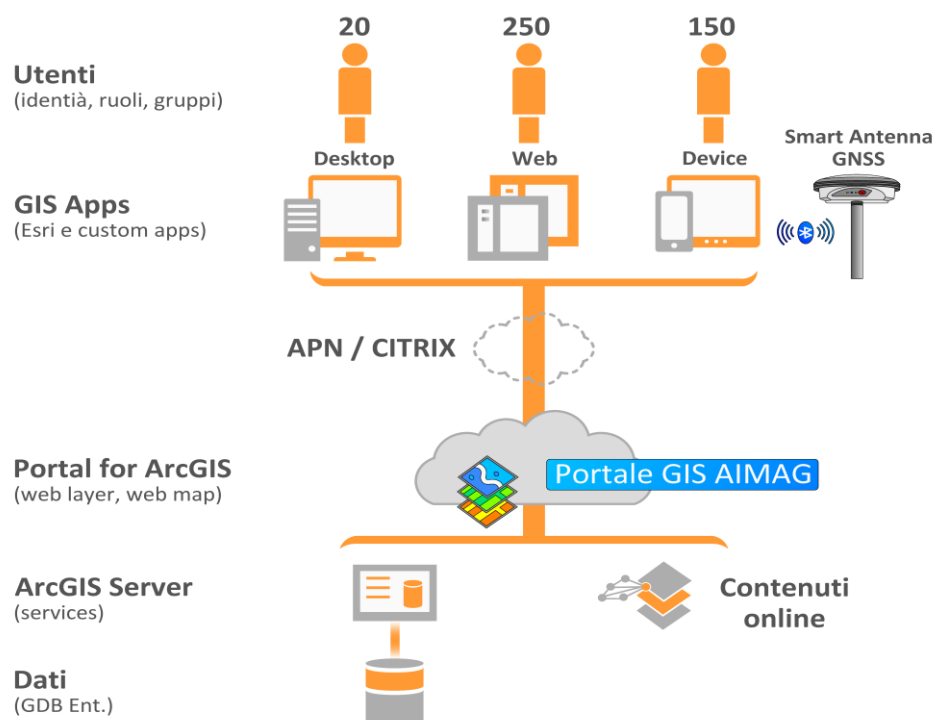 20 250 150
Utenti
(identià, ruoli, gruppi)
Desktop Web Device
Smart Antenna
GNSS
GIS Apps
(Esri e custom apps)
APN / CITRIX
Portal for ArcGIS
(web layer, web map)
Portale GIS AIMAG
ArcGIS Server
(services)
Contenuti
online
Dati
(GDB Ent.)